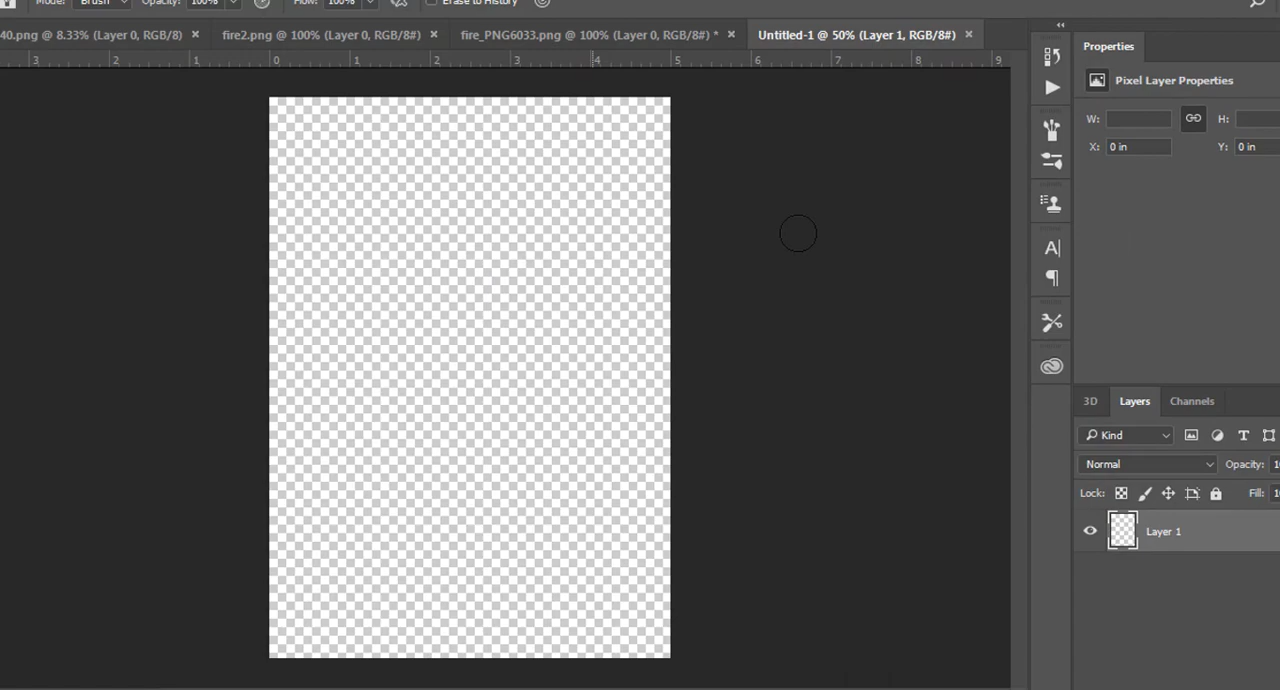 Mode: Brush Opacity: 100% Flow: 100% Erase to History
40.png @ 8.33% (Layer 0, RGB/8) × fire2.png @ 100% (Layer 0, RGB/8#) × fire_PNG6033.png @ 100% (Layer 0, RGB/8#) * × Untitled-1 @ 50% (Layer 1, RGB/8#) ×
3 2 1 0 1 2 3 4 5 6 7 8 9
Properties
Pixel Layer Properties
W: H:
X: 0 in Y: 0 in
3D Layers Channels
Kind
Normal Opacity:
Lock: Fill:
Layer 1